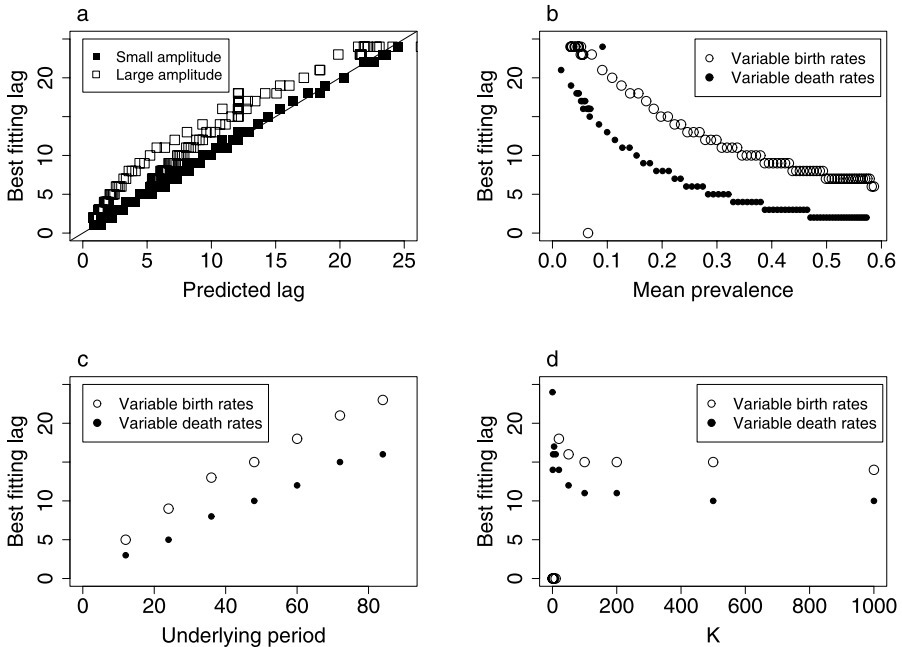 a
Small amplitude
Large amplitude
Best fitting lag
0 5 10 20
0 5 10 15 20 25
Predicted lag
b
Variable birth rates
Variable death rates
Best fitting lag
0 5 10 20
0.0 0.1 0.2 0.3 0.4 0.5 0.6
Mean prevalence
c
Variable birth rates
Variable death rates
Best fitting lag
0 5 10 20
0 20 40 60 80
Underlying period
d
Variable birth rates
Variable death rates
Best fitting lag
0 5 10 20
0 200 400 600 800 1000
K